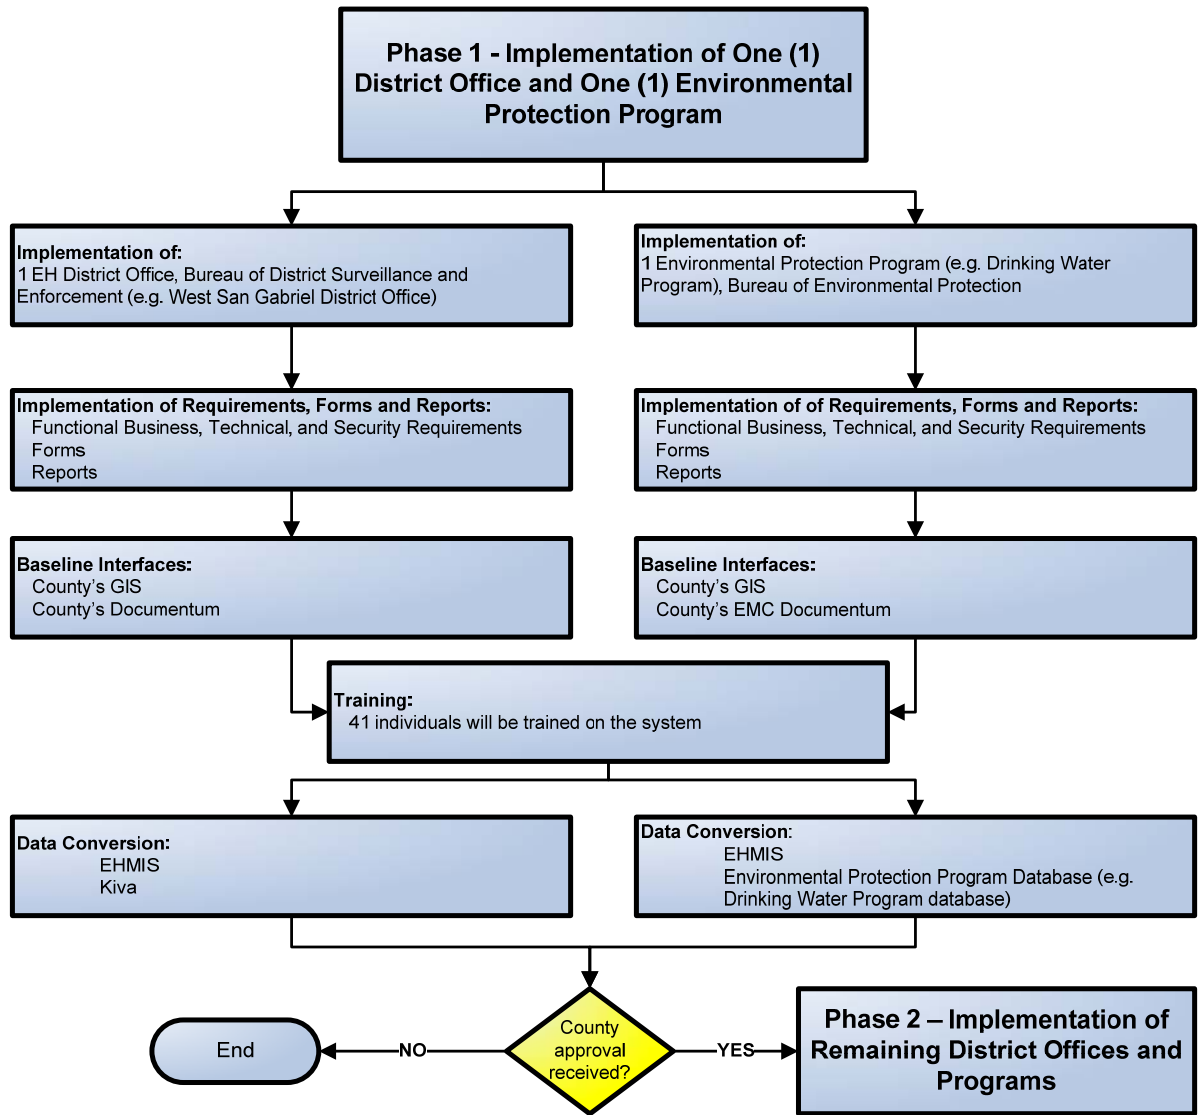 Phase 1 - Implementation of One (1)
District Office and One (1) Environmental
Protection Program
Implementation of:
1 EH District Office, Bureau of District Surveillance and
Enforcement (e.g. West San Gabriel District Office)
Implementation of:
1 Environmental Protection Program (e.g. Drinking Water
Program), Bureau of Environmental Protection
Implementation of Requirements, Forms and Reports:
Functional Business, Technical, and Security Requirements
Forms
Reports
Implementation of of Requirements, Forms and Reports:
Functional Business, Technical, and Security Requirements
Forms
Reports
Baseline Interfaces:
County's GIS
County's Documentum
Baseline Interfaces:
County's GIS
County's EMC Documentum
Training:
41 individuals will be trained on the system
Data Conversion:
EHMIS
Kiva
Data Conversion:
EHMIS
Environmental Protection Program Database (e.g.
Drinking Water Program database)
End
NO
County
approval
received?
YES
Phase 2 – Implementation of
Remaining District Offices and
Programs